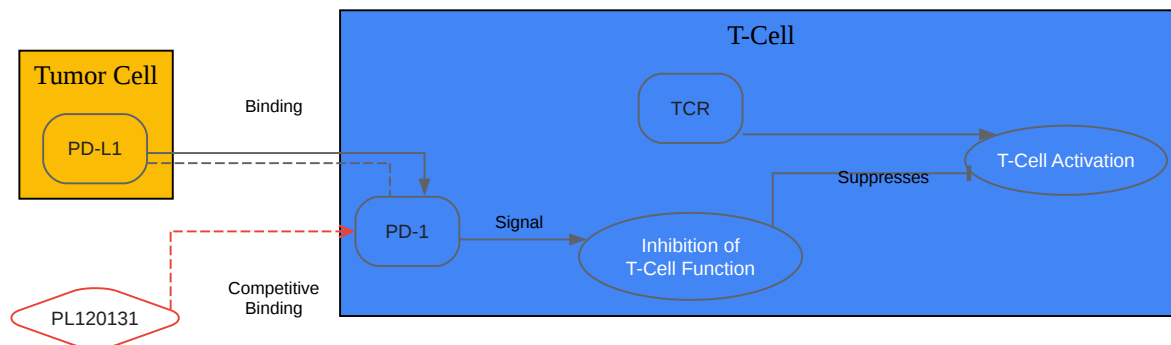 T-Cell
Tumor Cell
Binding
TCR
PD-L1
T-Cell Activation
Suppresses
PD-1
Signal
Inhibition of
T-Cell Function
Competitive
Binding
PL120131